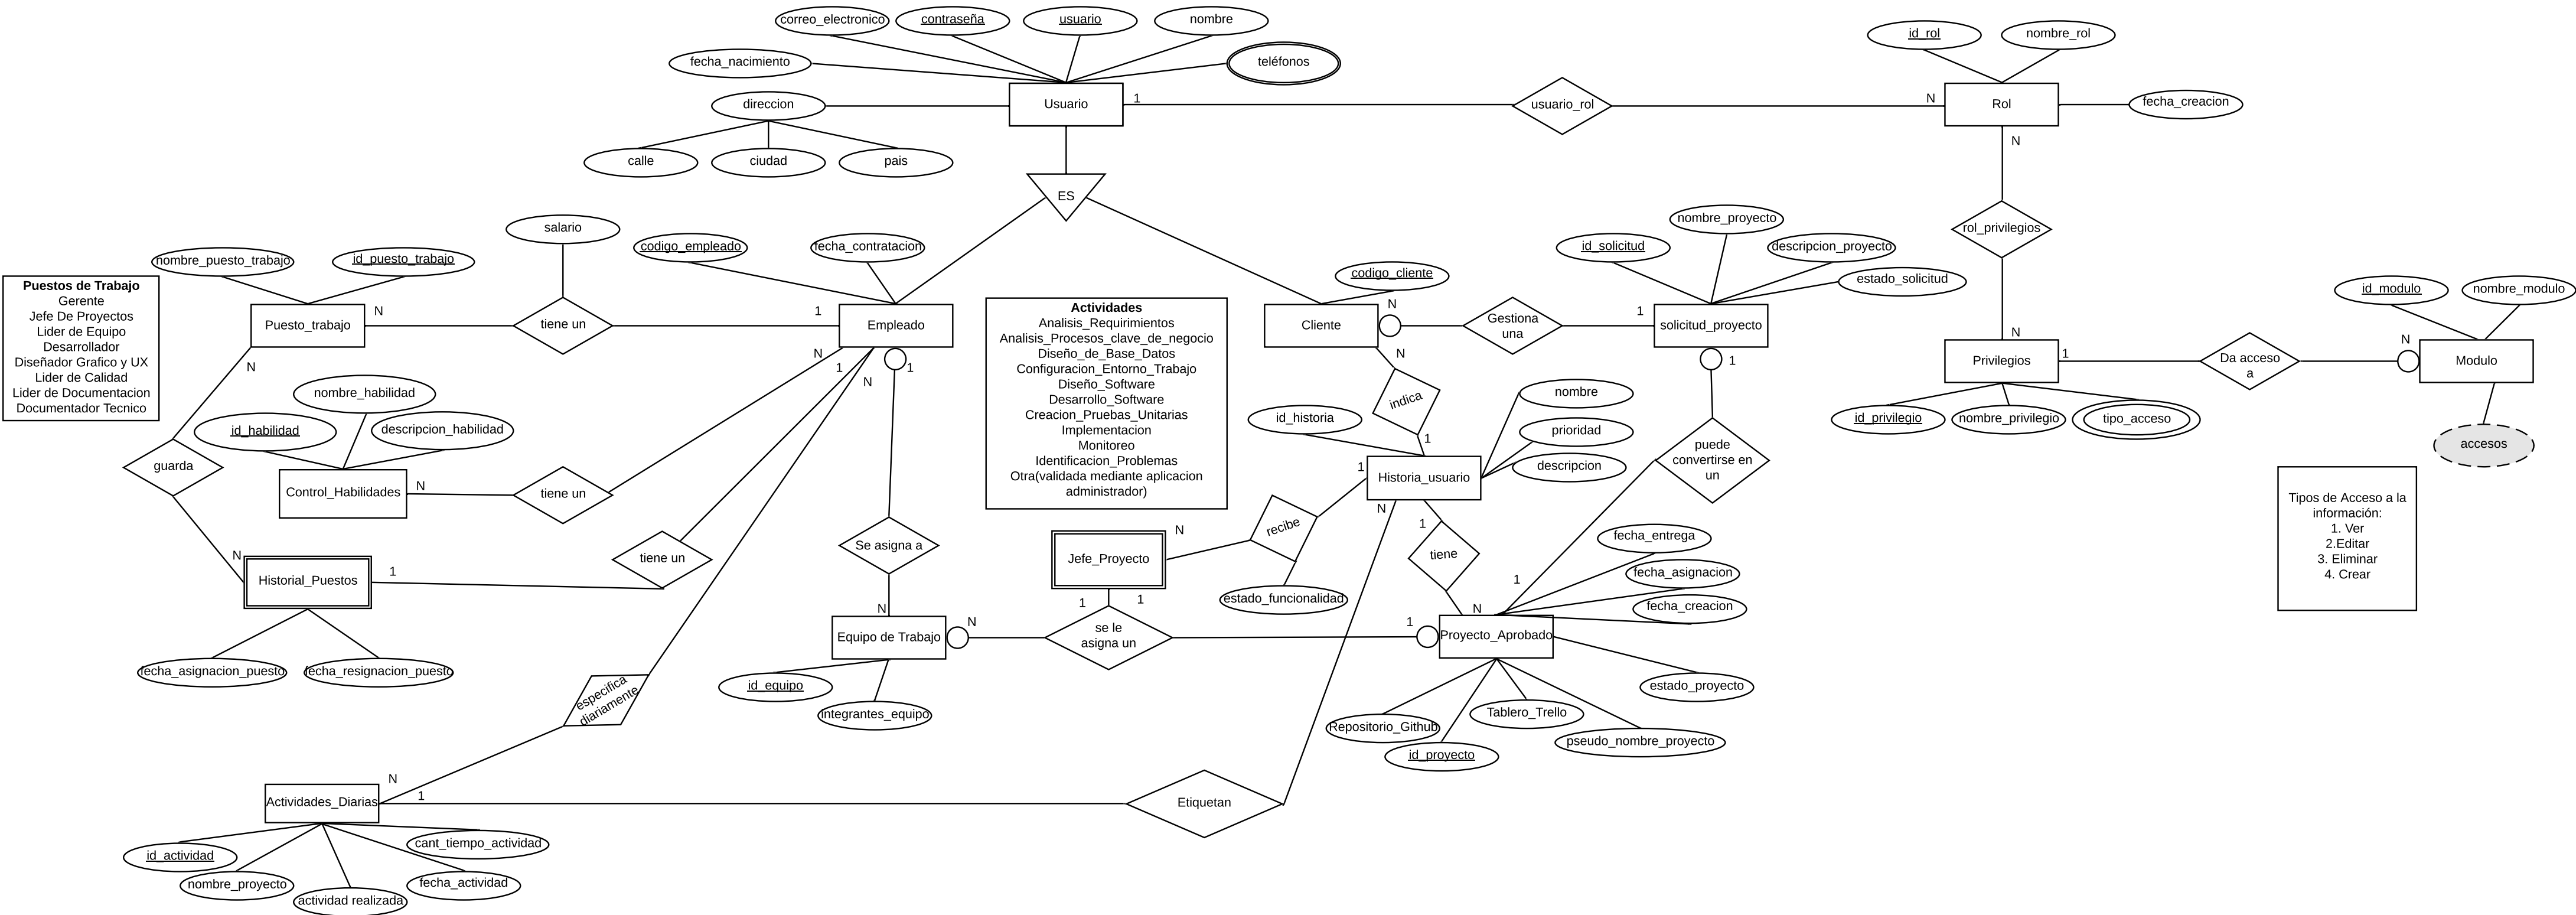 correo_electronico
contraseña
usuario
nombre
fecha_nacimiento
teléfonos
direccion
calle
ciudad
pais
Usuario
1
usuario_rol
N
Rol
id_rol
nombre_rol
fecha_creacion
N
rol_privilegios
N
ES
salario
nombre_puesto_trabajo
id_puesto_trabajo
codigo_empleado
fecha_contratacion
Puestos de Trabajo
Gerente
Jefe De Proyectos
Lider de Equipo
Desarrollador
Diseñador Grafico y UX
Lider de Calidad
Lider de Documentacion
Documentador Tecnico
Puesto_trabajo
N
tiene un
1
Empleado
N
N
1
N
1
Actividades
Analisis_Requirimientos
Analisis_Procesos_clave_de_negocio
Diseño_de_Base_Datos
Configuracion_Entorno_Trabajo
Diseño_Software
Desarrollo_Software
Creacion_Pruebas_Unitarias
Implementacion
Monitoreo
Identificacion_Problemas
Otra(validada mediante aplicacion
administrador)
codigo_cliente
Cliente
N
Gestiona
una
1
solicitud_proyecto
id_solicitud
nombre_proyecto
descripcion_proyecto
estado_solicitud
1
N
indica
1
Privilegios
1
Da acceso
a
N
Modulo
id_modulo
nombre_modulo
id_privilegio
nombre_privilegio
tipo_acceso
accesos
Tipos de Acceso a la
información:
1. Ver
2.Editar
3. Eliminar
4. Crear
nombre_habilidad
id_habilidad
descripcion_habilidad
guarda
Control_Habilidades
N
tiene un
id_historia
nombre
prioridad
descripcion
puede
convertirse en
un
1
Historia_usuario
N
1
recibe
N
Jefe_Proyecto
estado_funcionalidad
tiene
N
1
fecha_entrega
fecha_asignacion
fecha_creacion
N
Historial_Puestos
1
tiene un
Se asigna a
fecha_asignacion_puesto
fecha_resignacion_puesto
N
Equipo de Trabajo
N
1
1
se le
asigna un
1
Proyecto_Aprobado
id_equipo
integrantes_equipo
estado_proyecto
Repositorio_Github
Tablero_Trello
id_proyecto
pseudo_nombre_proyecto
especifica
diariamente
N
Actividades_Diarias
1
Etiquetan
id_actividad
cant_tiempo_actividad
nombre_proyecto
fecha_actividad
actividad realizada